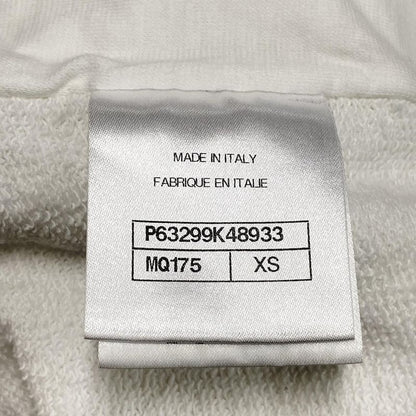 MADE IN ITALY
FABRIQUE EN ITALIE
P63299K48933
MQ175 XS